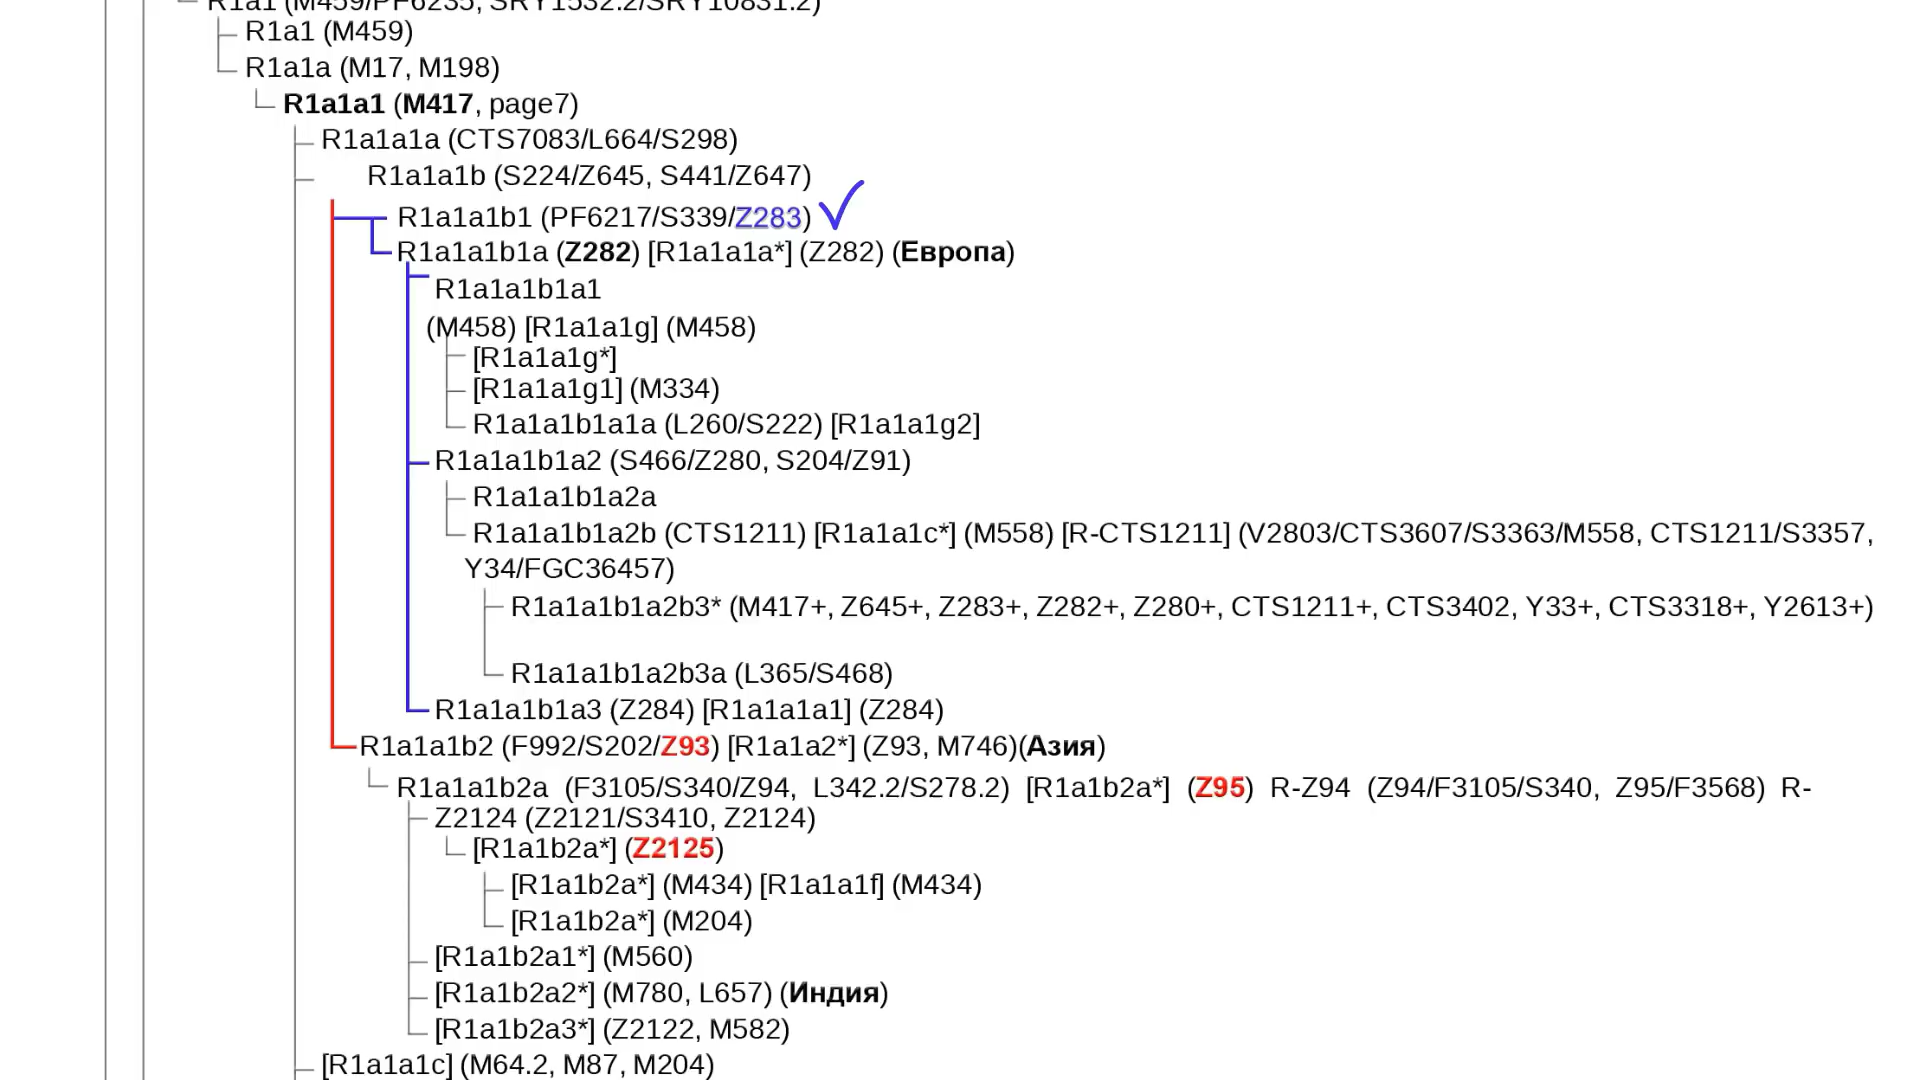 R1a1 (M459/PF6235, SRY1532.2/SRY10831.2)
R1a1 (M459)
R1a1a (M17, M198)
R1a1a1 (M417, page7)
R1a1a1a (CTS7083/L664/S298)
R1a1a1b (S224/Z645, S441/Z647)
R1a1a1b1 (PF6217/S339/Z283)
R1a1a1b1a (Z282) [R1a1a1a*] (Z282) (Европа)
R1a1a1b1a1
(M458) [R1a1a1g] (M458)
[R1a1a1g*]
[R1a1a1g1] (M334)
R1a1a1b1a1a (L260/S222) [R1a1a1g2]
R1a1a1b1a2 (S466/Z280, S204/Z91)
R1a1a1b1a2a
R1a1a1b1a2b (CTS1211) [R1a1a1c*] (M558) [R-CTS1211] (V2803/CTS3607/S3363/M558, CTS1211/S3357,
Y34/FGC36457)
R1a1a1b1a2b3* (M417+, Z645+, Z283+, Z282+, Z280+, CTS1211+, CTS3402, Y33+, CTS3318+, Y2613+)
R1a1a1b1a2b3a (L365/S468)
R1a1a1b1a3 (Z284) [R1a1a1a1] (Z284)
R1a1a1b2 (F992/S202/Z93) [R1a1a2*] (Z93, M746)(Азия)
R1a1a1b2a (F3105/S340/Z94, L342.2/S278.2) [R1a1b2a*] (Z95) R-Z94 (Z94/F3105/S340, Z95/F3568) R-
Z2124 (Z2121/S3410, Z2124)
[R1a1b2a*] (Z2125)
[R1a1b2a*] (M434) [R1a1a1f] (M434)
[R1a1b2a*] (M204)
[R1a1b2a1*] (M560)
[R1a1b2a2*] (M780, L657) (Индия)
[R1a1b2a3*] (Z2122, M582)
[R1a1a1c] (M64.2, M87, M204)